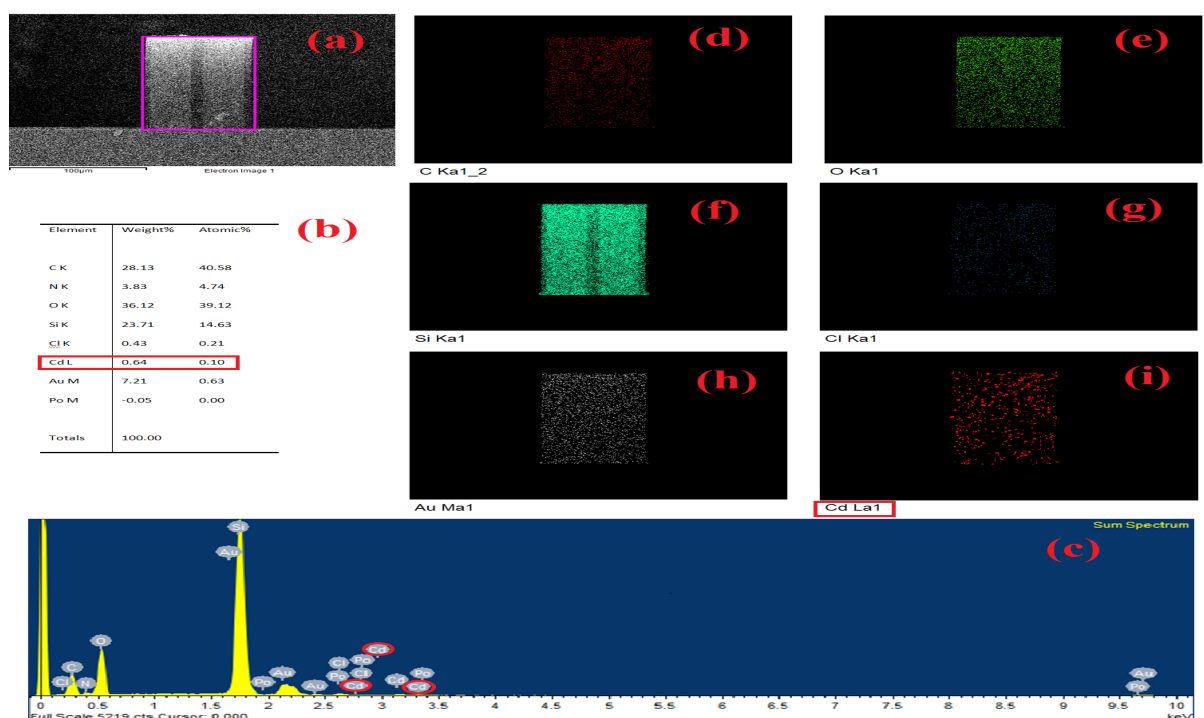 (a)
100µm Electron Image 1
(b)
Element Weight% Atomic%
C K 28.13 40.58
N K 3.83 4.74
O K 36.12 39.12
Si K 23.71 14.63
Cl K 0.43 0.21
Cd L 0.64 0.10
Au M 7.21 0.63
Po M -0.05 0.00
Totals 100.00
(d)
C Ka1_2
(e)
O Ka1
(f)
Si Ka1
(g)
Cl Ka1
(h)
Au Ma1
(i)
Cd La1
Sum Spectrum
(c)
Si
Au
O
Cd
C Cl Po Po Au
Cl N Po Au Au Po Cl Cd Cd Cd Po
0 0.5 1 1.5 2 2.5 3 3.5 4 4.5 5 5.5 6 6.5 7 7.5 8 8.5 9 9.5 10
Full Scale 5219 cts Cursor: 0.000 keV